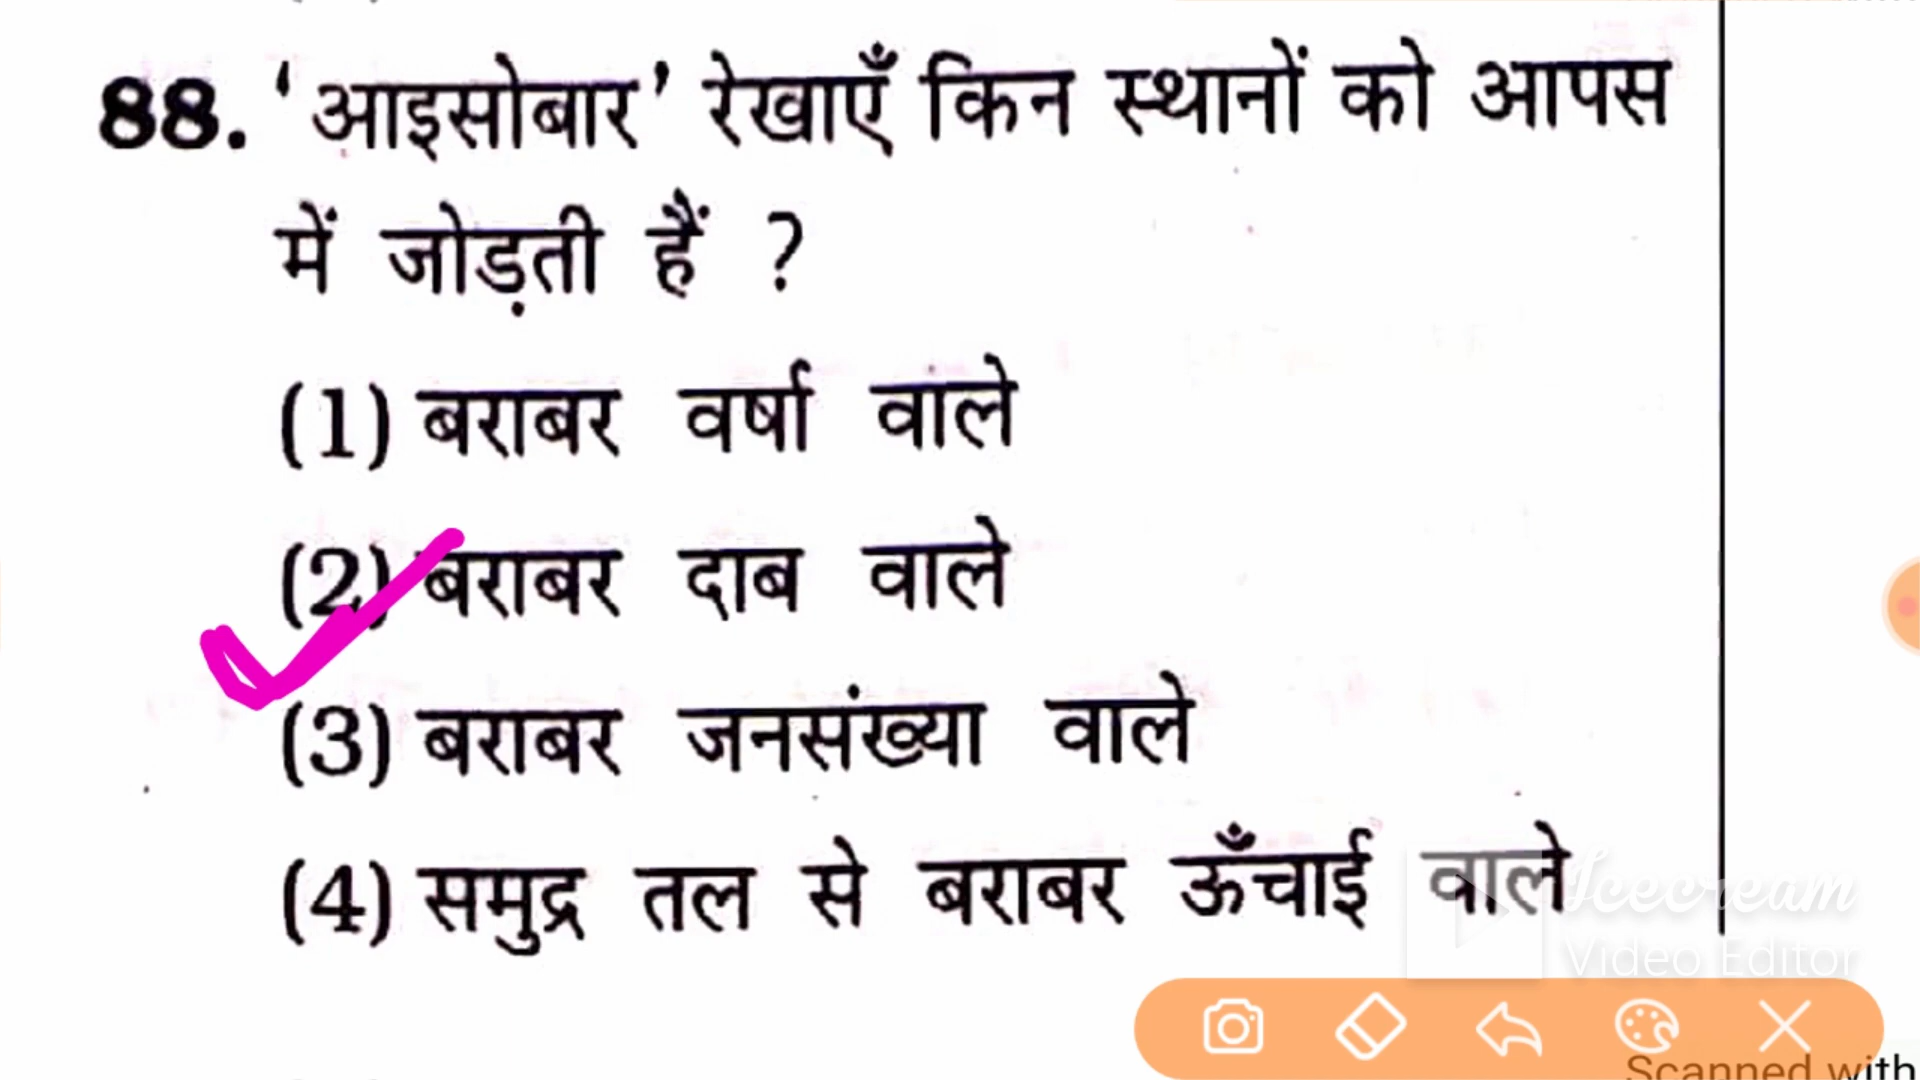 88. ‘आइसोबार’ रेखाएँ किन स्थानों को आपस
में जोड़ती हैं ?
(1) बराबर वर्षा वाले
(2) बराबर दाब वाले
(3) बराबर जनसंख्या वाले
(4) समुद्र तल से बराबर ऊँचाई वाले
Icecream
Video Editor
Scanned with